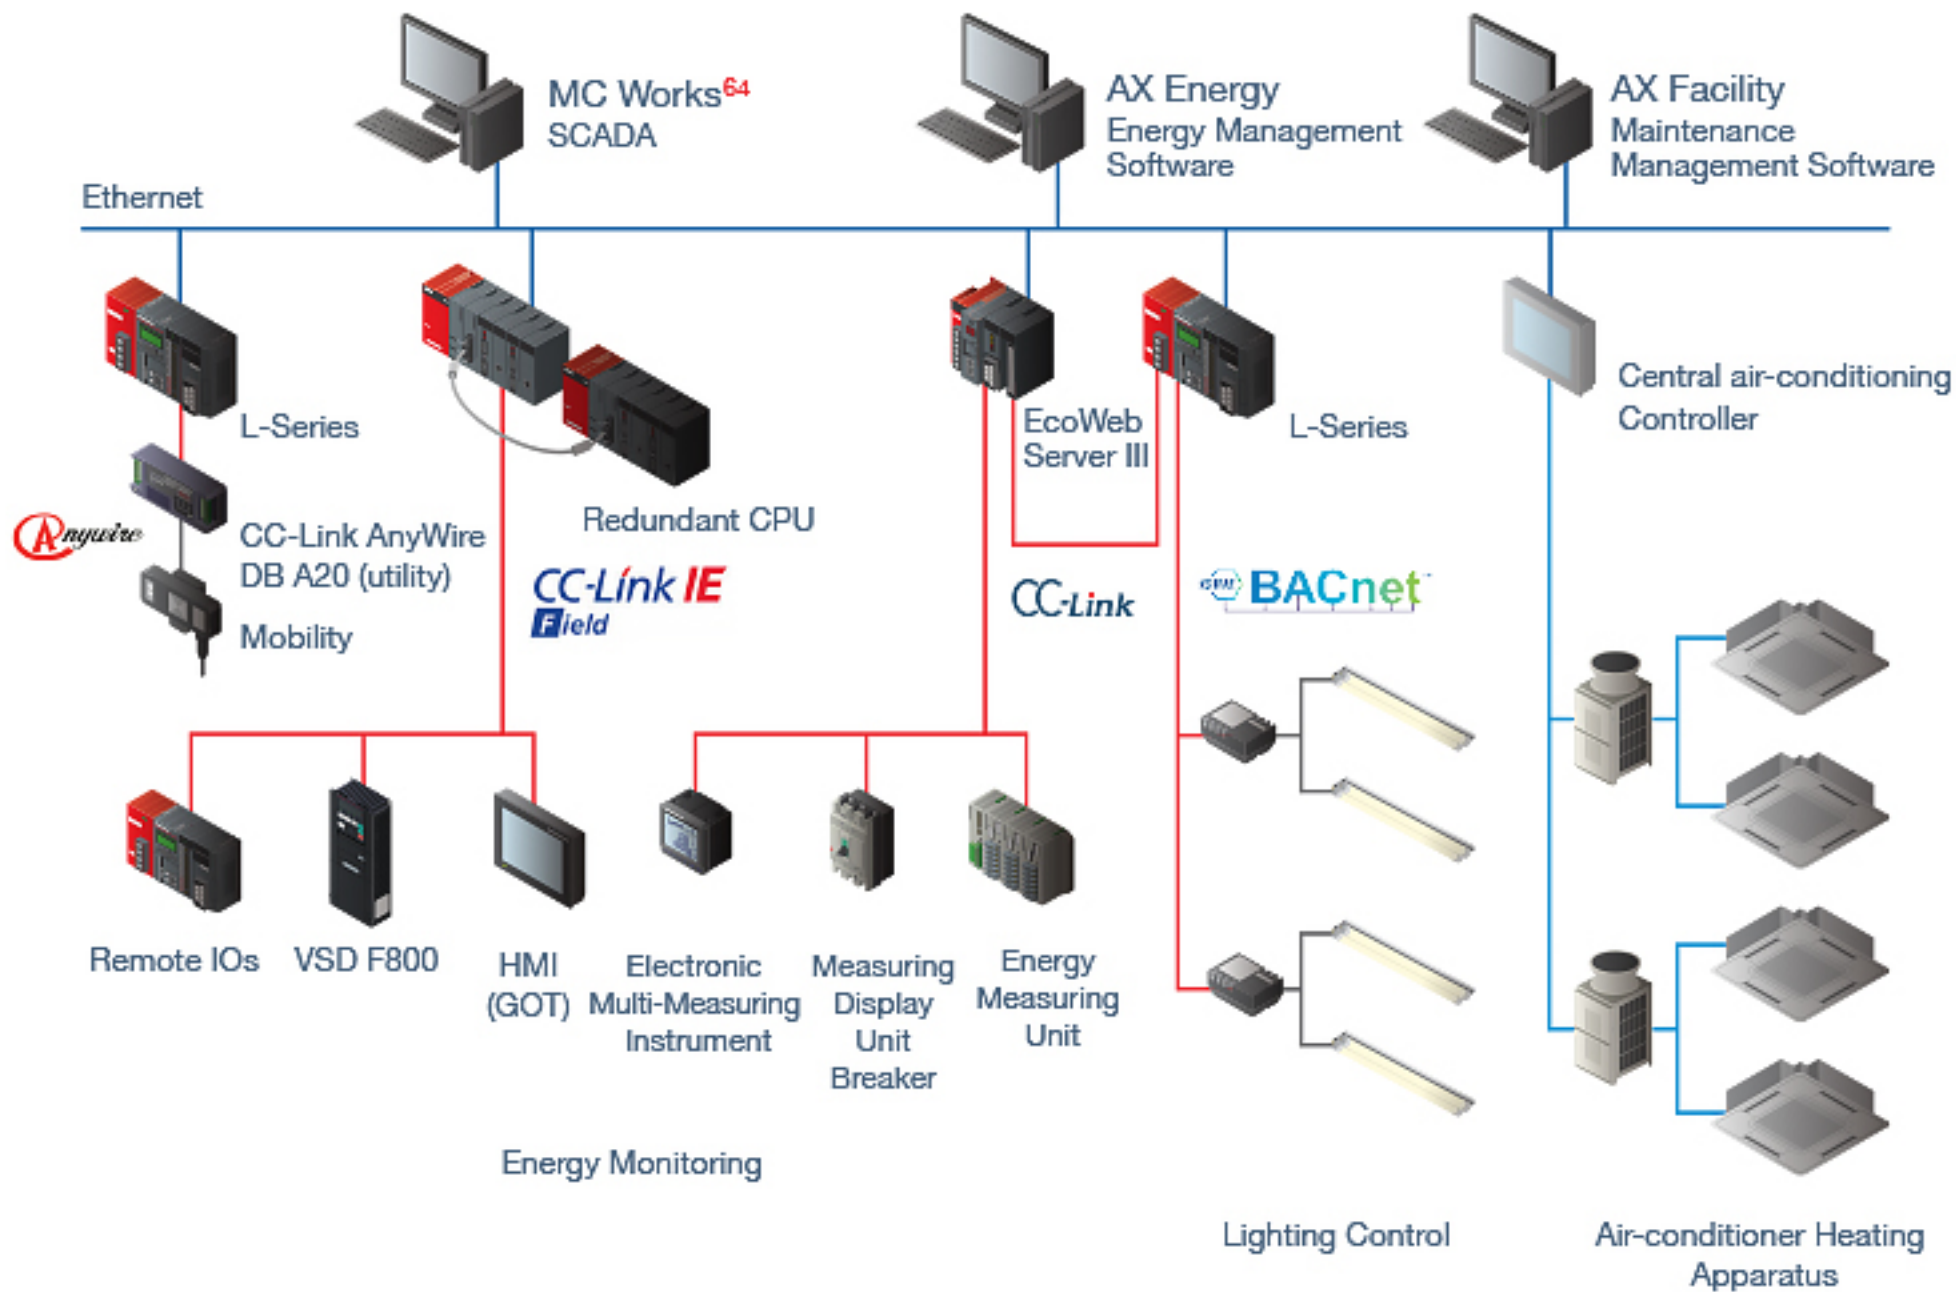 MC Works64
SCADA
AX Energy
Energy Management
Software
AX Facility
Maintenance
Management Software
Ethernet
L-Series
Redundant CPU
EcoWeb
Server III
L-Series
Central air-conditioning
Controller
Anywire
CC-Link AnyWire
DB A20 (utility)
Mobility
CC-Link IE
Field
CC-Link
BACnet
Remote IOs
VSD F800
HMI
(GOT)
Electronic
Multi-Measuring
Instrument
Measuring
Display
Unit
Breaker
Energy
Measuring
Unit
Energy Monitoring
Lighting Control
Air-conditioner Heating
Apparatus